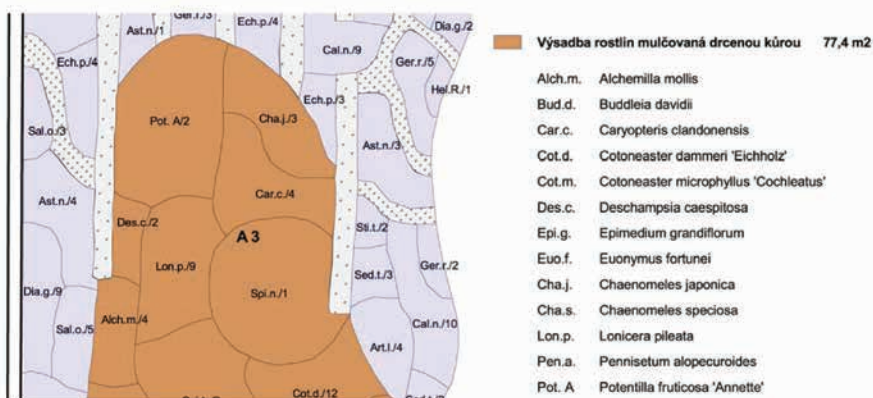 Ast.n./1
Ger.r./3
Ech.p./4
Dia.g./2
Ech.p./4
Cal.n./9
Ger.r./5
Hel.R./1
Ech.p./3
Pot. A/2
Cha.j./3
Sal.o./3
Ast.n./3
Ast.n./4
Car.c./4
Des.c./2
Sti.t./2
A 3
Lon.p./9
Ger.r./2
Sed.t./3
Dia.g./9
Spi.n./1
Alch.m./4
Sal.o./5
Cal.n./10
Art.l./4
Cot.d./12
Výsadba rostlin mulčovaná drcenou kůrou 77,4 m2
Alch.m. Alchemilla mollis
Bud.d. Buddleia davidii
Car.c. Caryopteris clandonensis
Cot.d. Cotoneaster dammeri 'Eichholz'
Cot.m. Cotoneaster microphyllus 'Cochleatus'
Des.c. Deschampsia caespitosa
Epi.g. Epimedium grandiflorum
Euo.f. Euonymus fortunei
Cha.j. Chaenomeles japonica
Cha.s. Chaenomeles speciosa
Lon.p. Lonicera pileata
Pen.a. Pennisetum alopecuroides
Pot. A Potentilla fruticosa 'Annette'